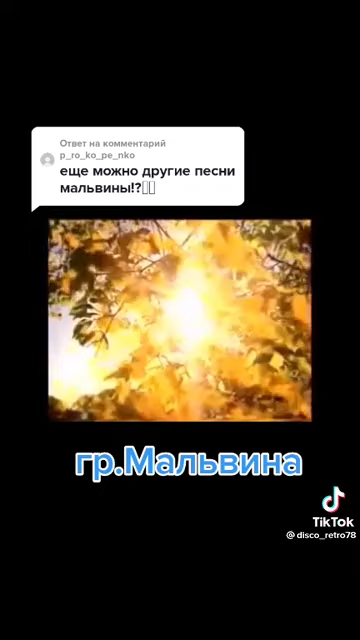 Ответ на комментарий
p_ro_ko_pe_nko
еще можно другие песни
мальвины!?
гр.Мальвина
TikTok
@disco_retro78